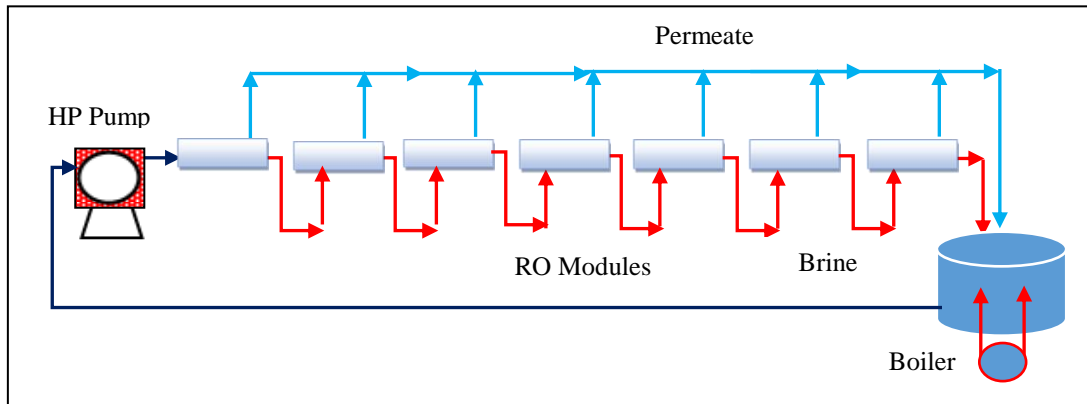 Permeate
HP Pump
RO Modules
Brine
Boiler